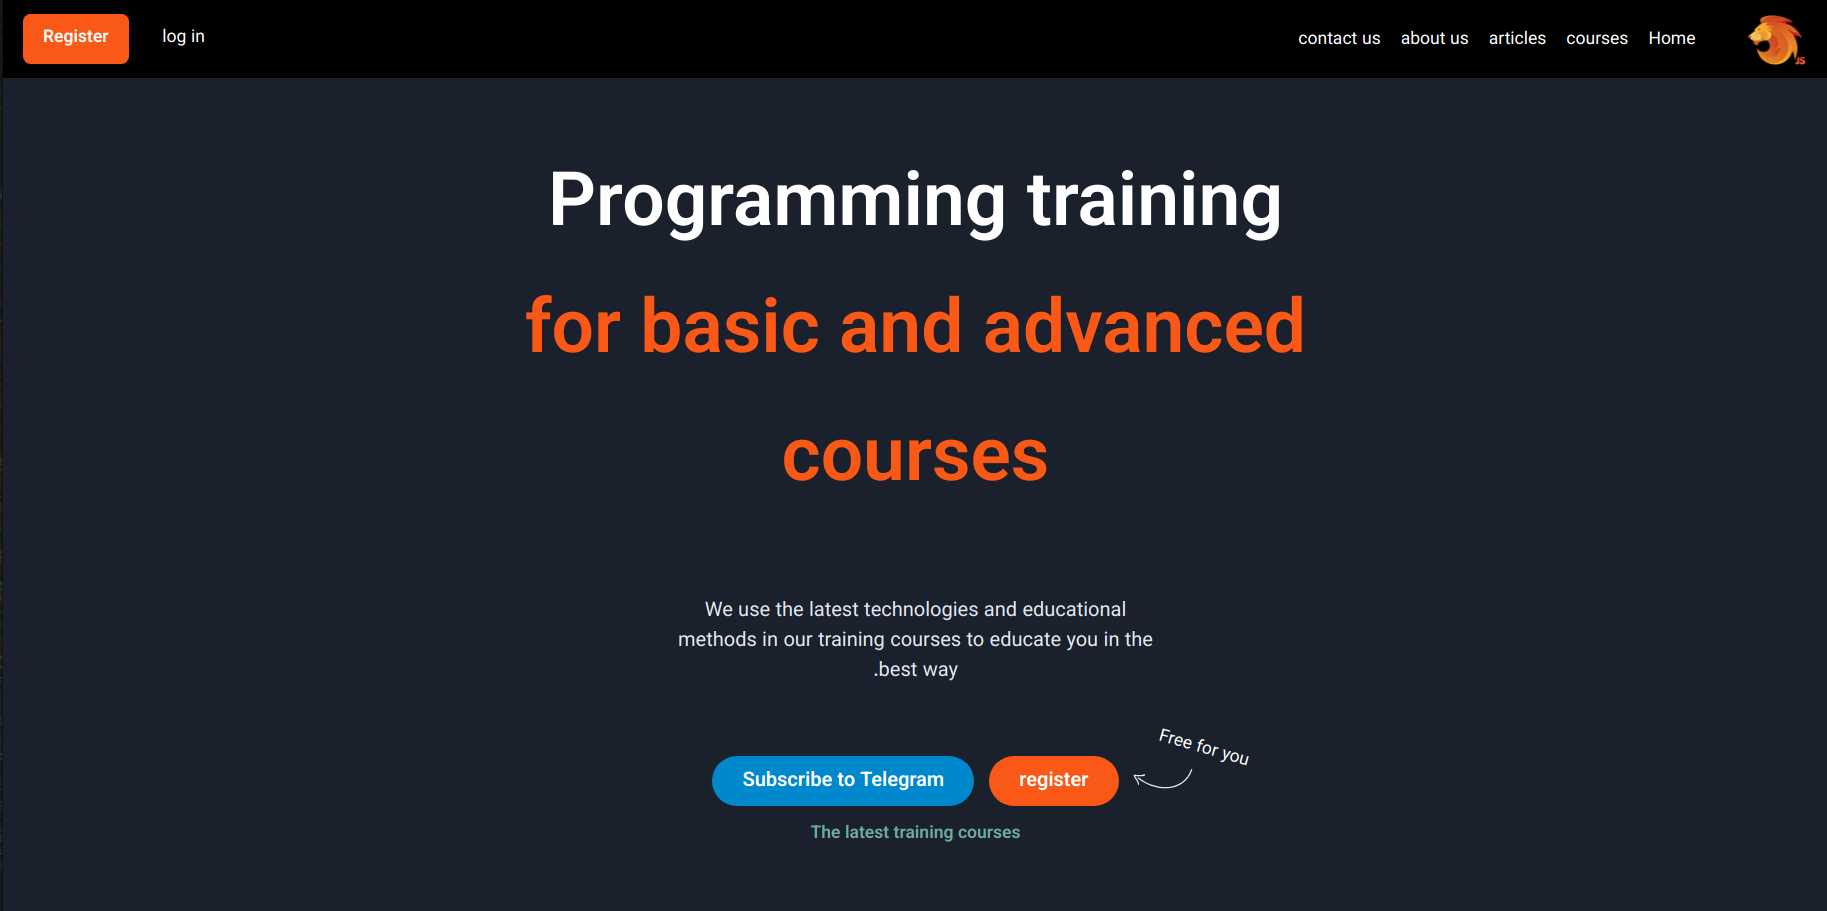 Register
log in
contact us
about us
articles
courses
Home
JS
Programming training
for basic and advanced
courses
We use the latest technologies and educational
methods in our training courses to educate you in the
.best way
Free for you
Subscribe to Telegram
register
The latest training courses